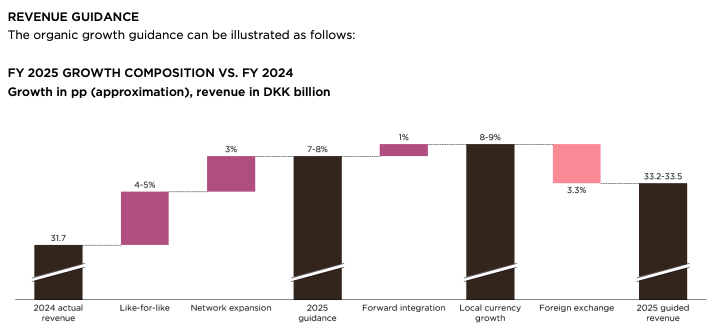 REVENUE GUIDANCE
The organic growth guidance can be illustrated as follows:
FY 2025 GROWTH COMPOSITION VS. FY 2024
Growth in pp (approximation), revenue in DKK billion
31.7
4-5%
3%
7-8%
1%
8-9%
3.3%
33.2-33.5
2024 actual
revenue
Like-for-like
Network expansion
2025
guidance
Forward integration
Local currency
growth
Foreign exchange
2025 guided
revenue